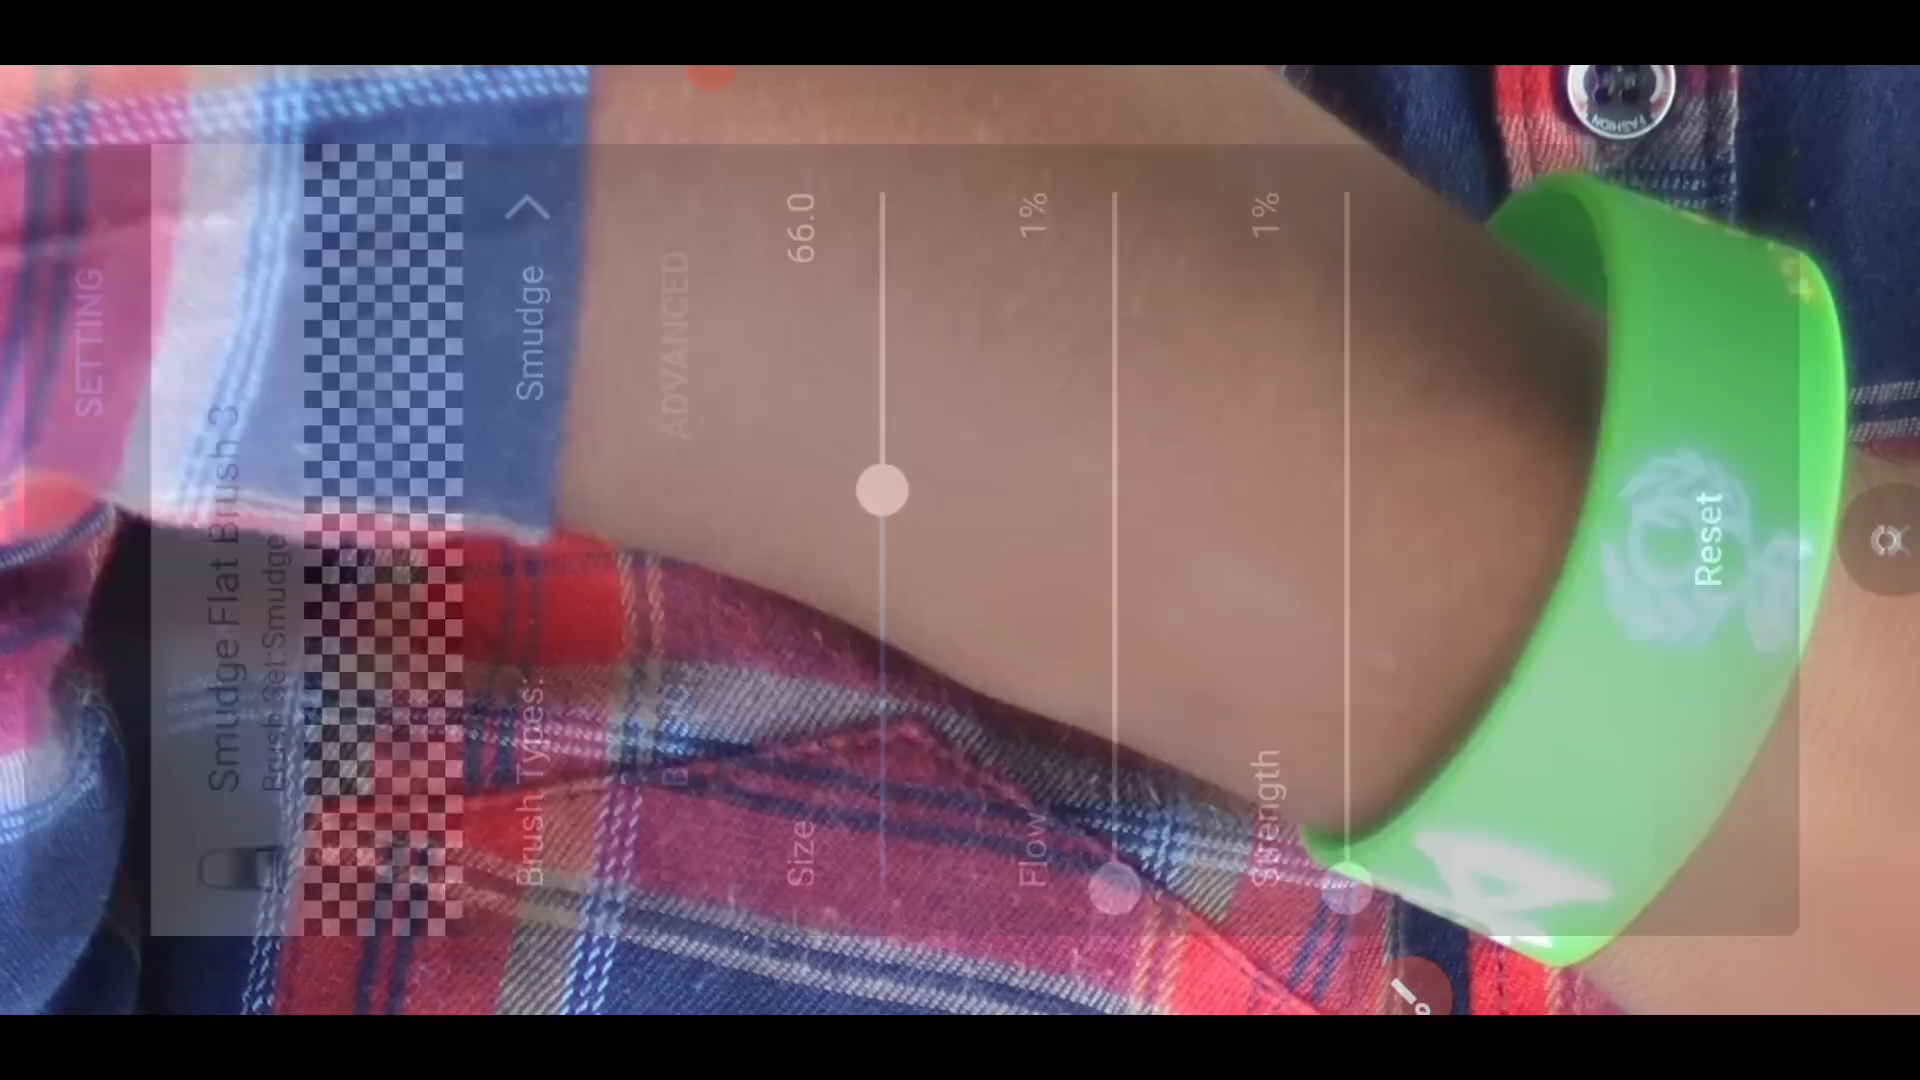 SETTING
Smudge Flat Brush 3
Brush Set:Smudge
Brush Types:
Smudge
ADVANCED
Size
66.0
Flow
1%
Strength
1%
Reset
FASHION